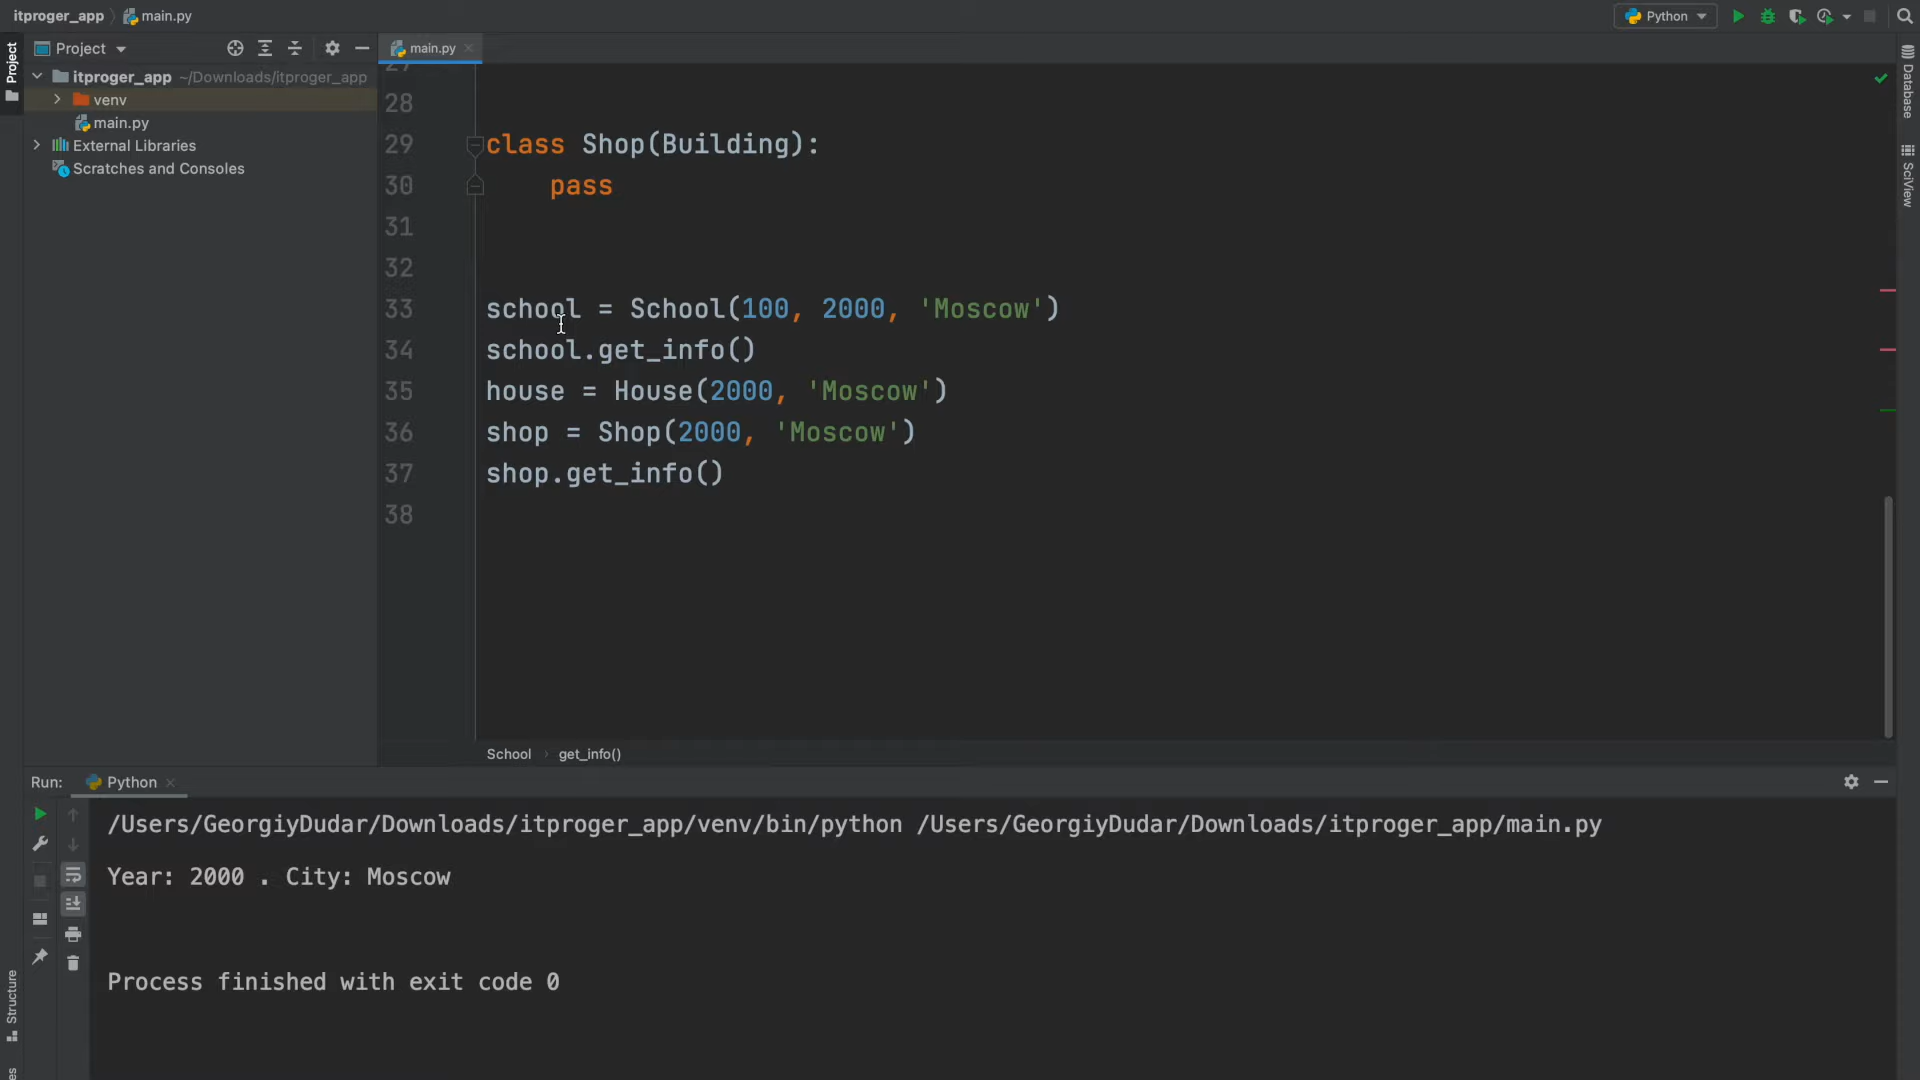 itproger_app main.py
Python
Project
main.py
Project
Database
SciView
Structure
itproger_app ~/Downloads/itproger_app
venv
main.py
External Libraries
Scratches and Consoles
27
28
29 class Shop(Building):
30 pass
31
32
33 school = School(100, 2000, 'Moscow')
34 school.get_info()
35 house = House(2000, 'Moscow')
36 shop = Shop(2000, 'Moscow')
37 shop.get_info()
38
School get_info()
Run: Python
/Users/GeorgiyDudar/Downloads/itproger_app/venv/bin/python /Users/GeorgiyDudar/Downloads/itproger_app/main.py
Year: 2000 . City: Moscow
Process finished with exit code 0